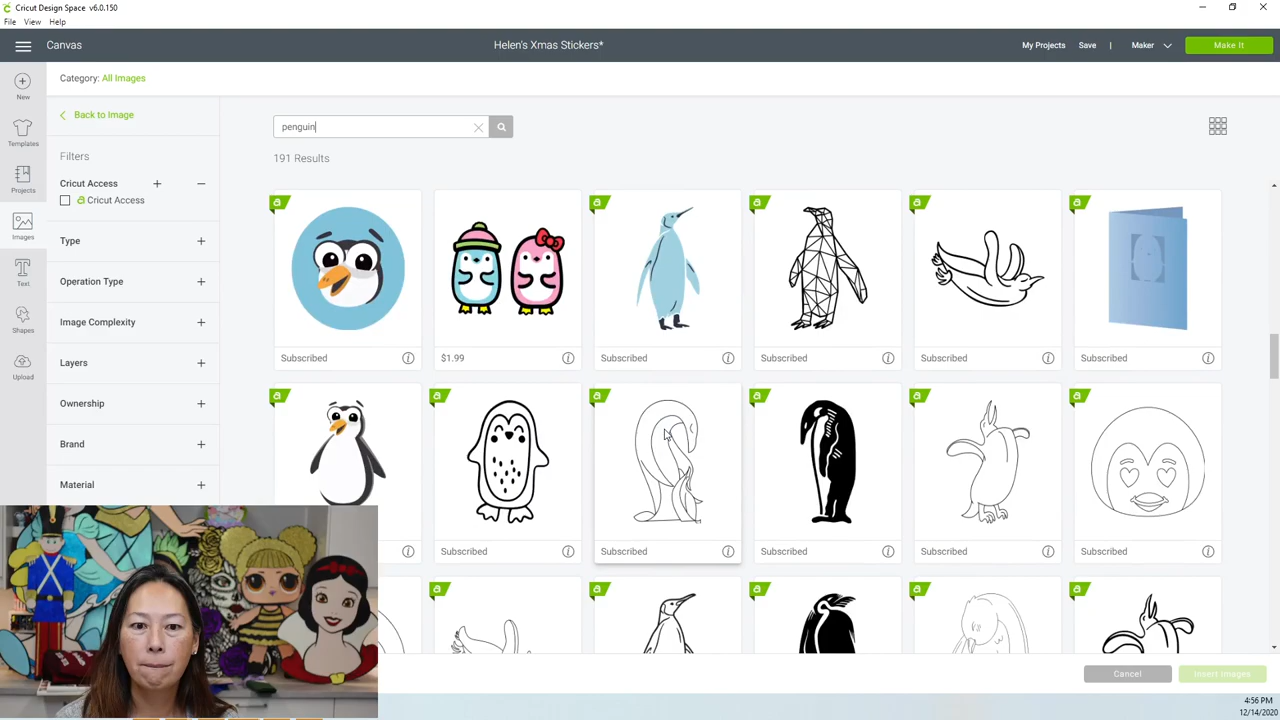 Cricut Design Space v6.0.150
File View Help
Canvas
Helen's Xmas Stickers*
My Projects Save | Maker Make It
Category: All Images
New
Templates
Projects
Images
Text
Shapes
Upload
Back to Image
Filters
Cricut Access + −
a Cricut Access
Type +
Operation Type +
Image Complexity +
Layers +
Ownership +
Brand +
Material +
penguin
191 Results
a a a a a
Subscribed $1.99 Subscribed Subscribed Subscribed Subscribed
a a a a a a
Subscribed Subscribed Subscribed Subscribed Subscribed
a a a a a
Cancel Insert Images
4:56 PM
12/14/2020